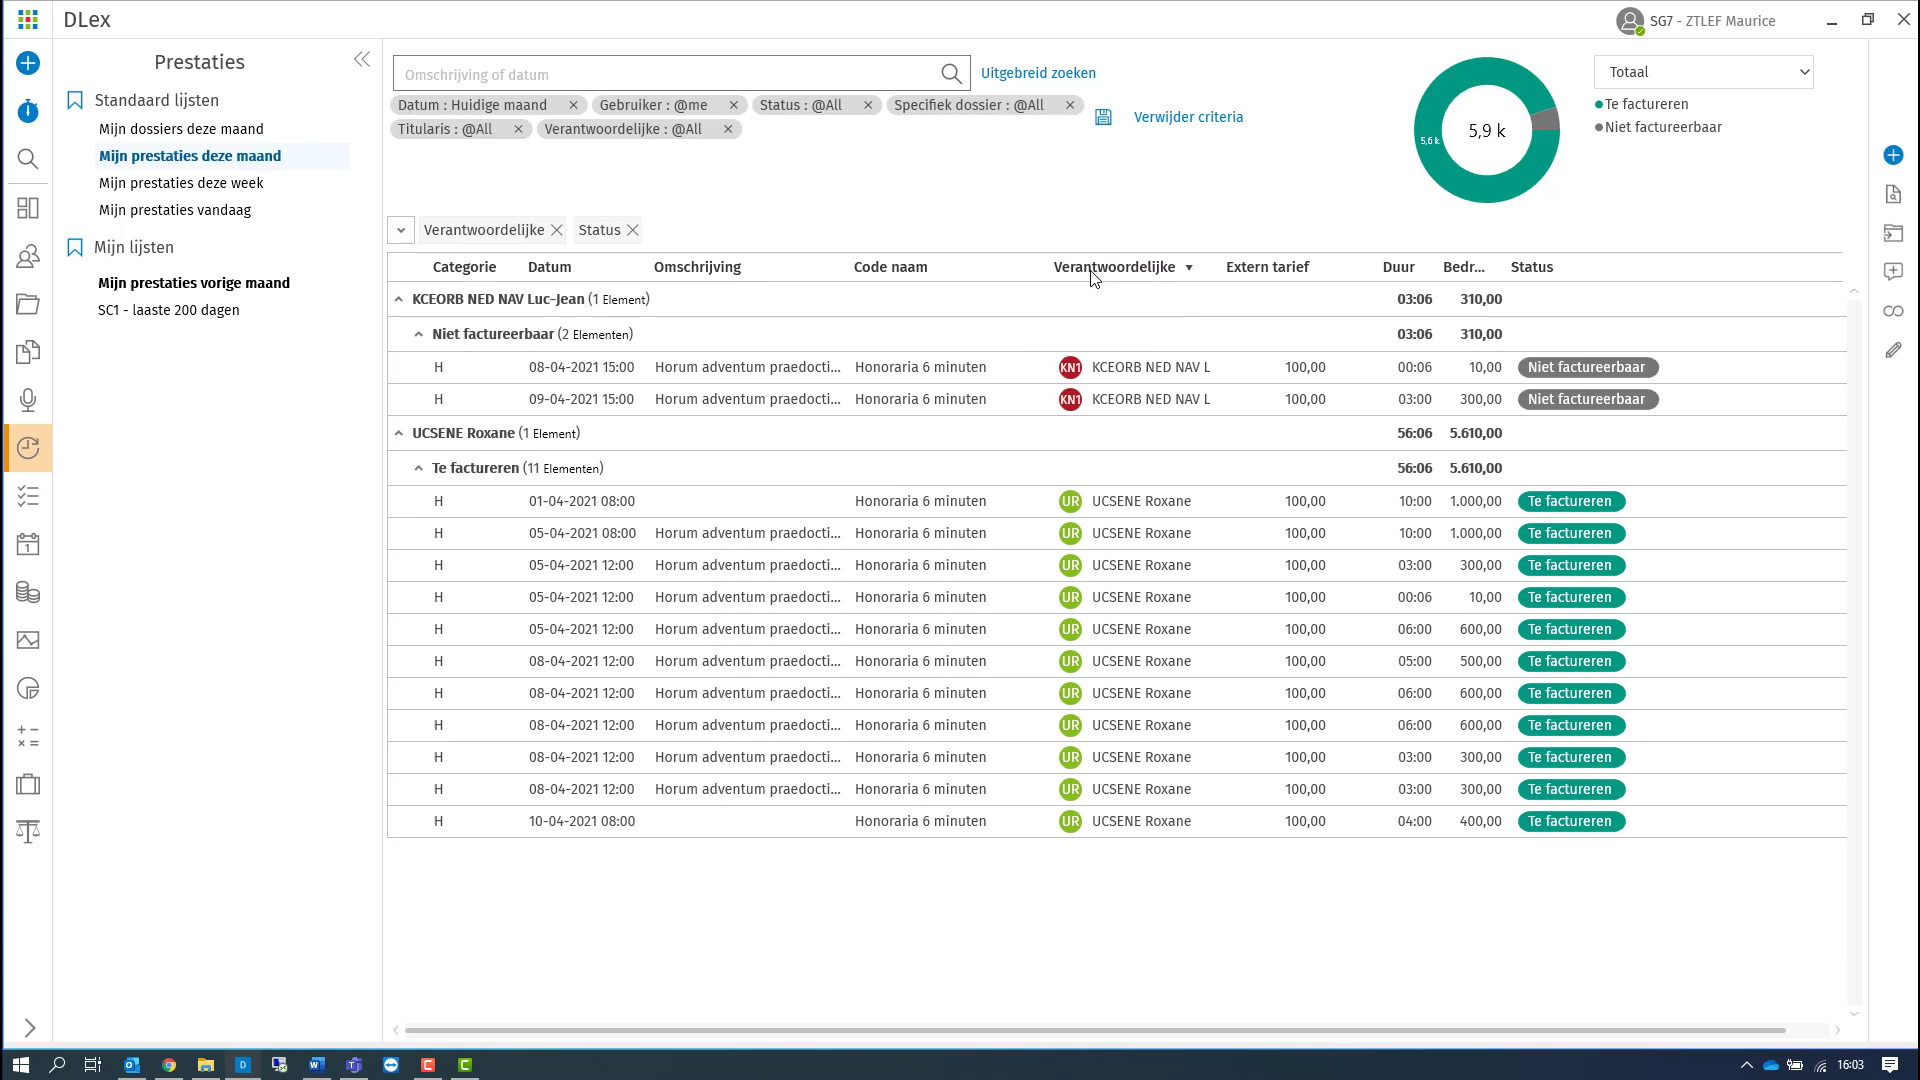 DLex
SG7 - ZTLEF Maurice
Prestaties
Standaard lijsten
Mijn dossiers deze maand
Mijn prestaties deze maand
Mijn prestaties deze week
Mijn prestaties vandaag
Mijn lijsten
Mijn prestaties vorige maand
SC1 - laaste 200 dagen
Omschrijving of datum
Uitgebreid zoeken
Datum : Huidige maand
Gebruiker : @me
Status : @All
Specifiek dossier : @All
Titularis : @All
Verantwoordelijke : @All
Verwijder criteria
5,6 k
5,9 k
Totaal
Te factureren
Niet factureerbaar
Verantwoordelijke
Status
Categorie Datum Omschrijving Code naam Verantwoordelijke Extern tarief Duur Bedr... Status
KCEORB NED NAV Luc-Jean (1 Element) 03:06 310,00
Niet factureerbaar (2 Elementen) 03:06 310,00
H 08-04-2021 15:00 Horum adventum praedocti... Honoraria 6 minuten KN1 KCEORB NED NAV L 100,00 00:06 10,00 Niet factureerbaar
H 09-04-2021 15:00 Horum adventum praedocti... Honoraria 6 minuten KN1 KCEORB NED NAV L 100,00 03:00 300,00 Niet factureerbaar
UCSENE Roxane (1 Element) 56:06 5.610,00
Te factureren (11 Elementen) 56:06 5.610,00
H 01-04-2021 08:00 Honoraria 6 minuten UR UCSENE Roxane 100,00 10:00 1.000,00 Te factureren
H 05-04-2021 08:00 Horum adventum praedocti... Honoraria 6 minuten UR UCSENE Roxane 100,00 10:00 1.000,00 Te factureren
H 05-04-2021 12:00 Horum adventum praedocti... Honoraria 6 minuten UR UCSENE Roxane 100,00 03:00 300,00 Te factureren
H 05-04-2021 12:00 Horum adventum praedocti... Honoraria 6 minuten UR UCSENE Roxane 100,00 00:06 10,00 Te factureren
H 05-04-2021 12:00 Horum adventum praedocti... Honoraria 6 minuten UR UCSENE Roxane 100,00 06:00 600,00 Te factureren
H 08-04-2021 12:00 Horum adventum praedocti... Honoraria 6 minuten UR UCSENE Roxane 100,00 05:00 500,00 Te factureren
H 08-04-2021 12:00 Horum adventum praedocti... Honoraria 6 minuten UR UCSENE Roxane 100,00 06:00 600,00 Te factureren
H 08-04-2021 12:00 Horum adventum praedocti... Honoraria 6 minuten UR UCSENE Roxane 100,00 06:00 600,00 Te factureren
H 08-04-2021 12:00 Horum adventum praedocti... Honoraria 6 minuten UR UCSENE Roxane 100,00 03:00 300,00 Te factureren
H 08-04-2021 12:00 Horum adventum praedocti... Honoraria 6 minuten UR UCSENE Roxane 100,00 03:00 300,00 Te factureren
H 10-04-2021 08:00 Honoraria 6 minuten UR UCSENE Roxane 100,00 04:00 400,00 Te factureren
16:03